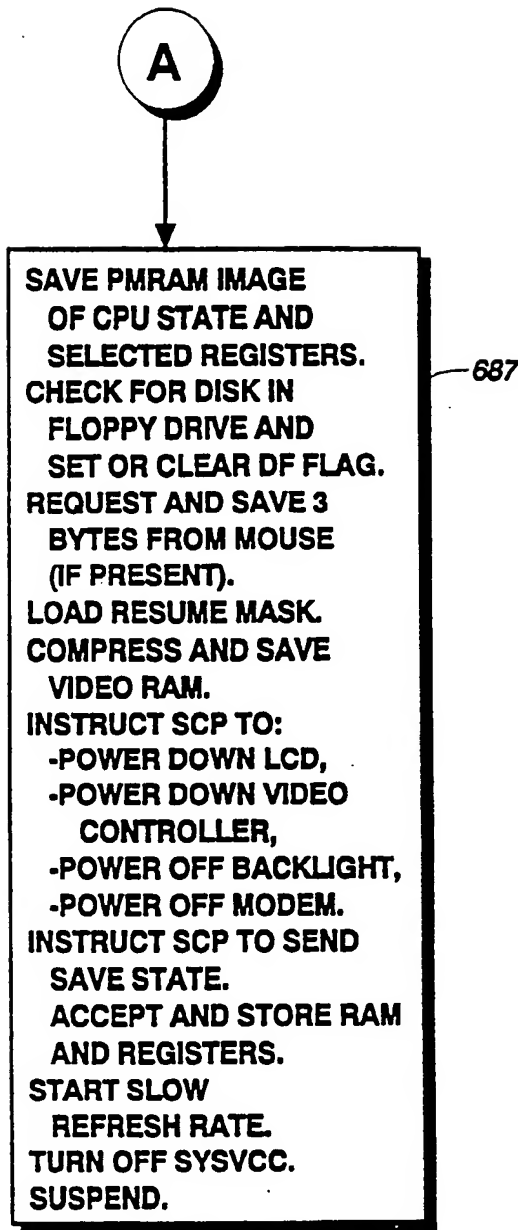 A
SAVE PMRAM IMAGE
OF CPU STATE AND
SELECTED REGISTERS.
CHECK FOR DISK IN
FLOPPY DRIVE AND
SET OR CLEAR DF FLAG.
REQUEST AND SAVE 3
BYTES FROM MOUSE
(IF PRESENT).
LOAD RESUME MASK.
COMPRESS AND SAVE
VIDEO RAM.
INSTRUCT SCP TO:
-POWER DOWN LCD,
-POWER DOWN VIDEO
CONTROLLER,
-POWER OFF BACKLIGHT,
-POWER OFF MODEM.
INSTRUCT SCP TO SEND
SAVE STATE.
ACCEPT AND STORE RAM
AND REGISTERS.
START SLOW
REFRESH RATE.
TURN OFF SYSVCC.
SUSPEND.
687